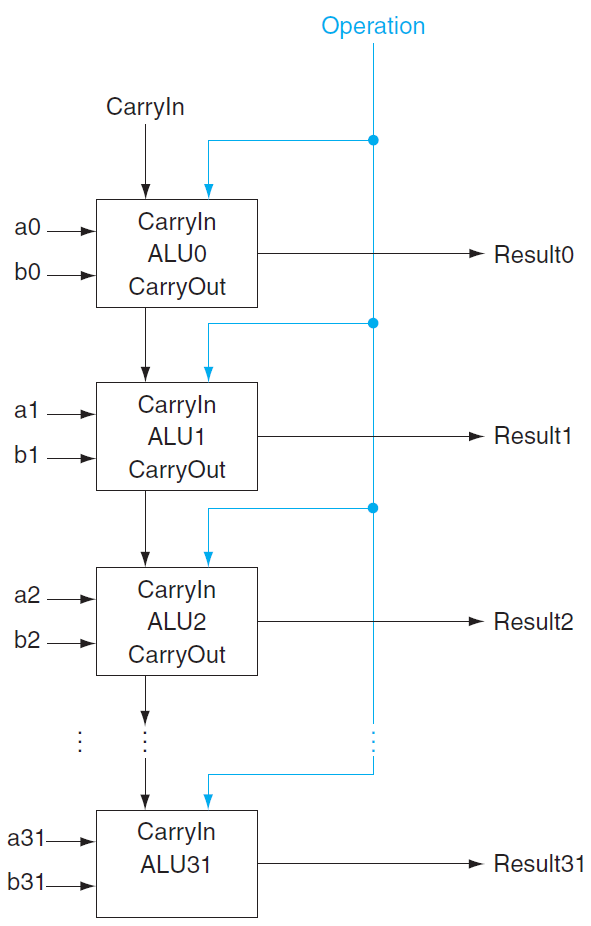 Operation
CarryIn
a0
b0
CarryIn
ALU0
CarryOut
Result0
a1
b1
CarryIn
ALU1
CarryOut
Result1
a2
b2
CarryIn
ALU2
CarryOut
Result2
a31
b31
CarryIn
ALU31
Result31